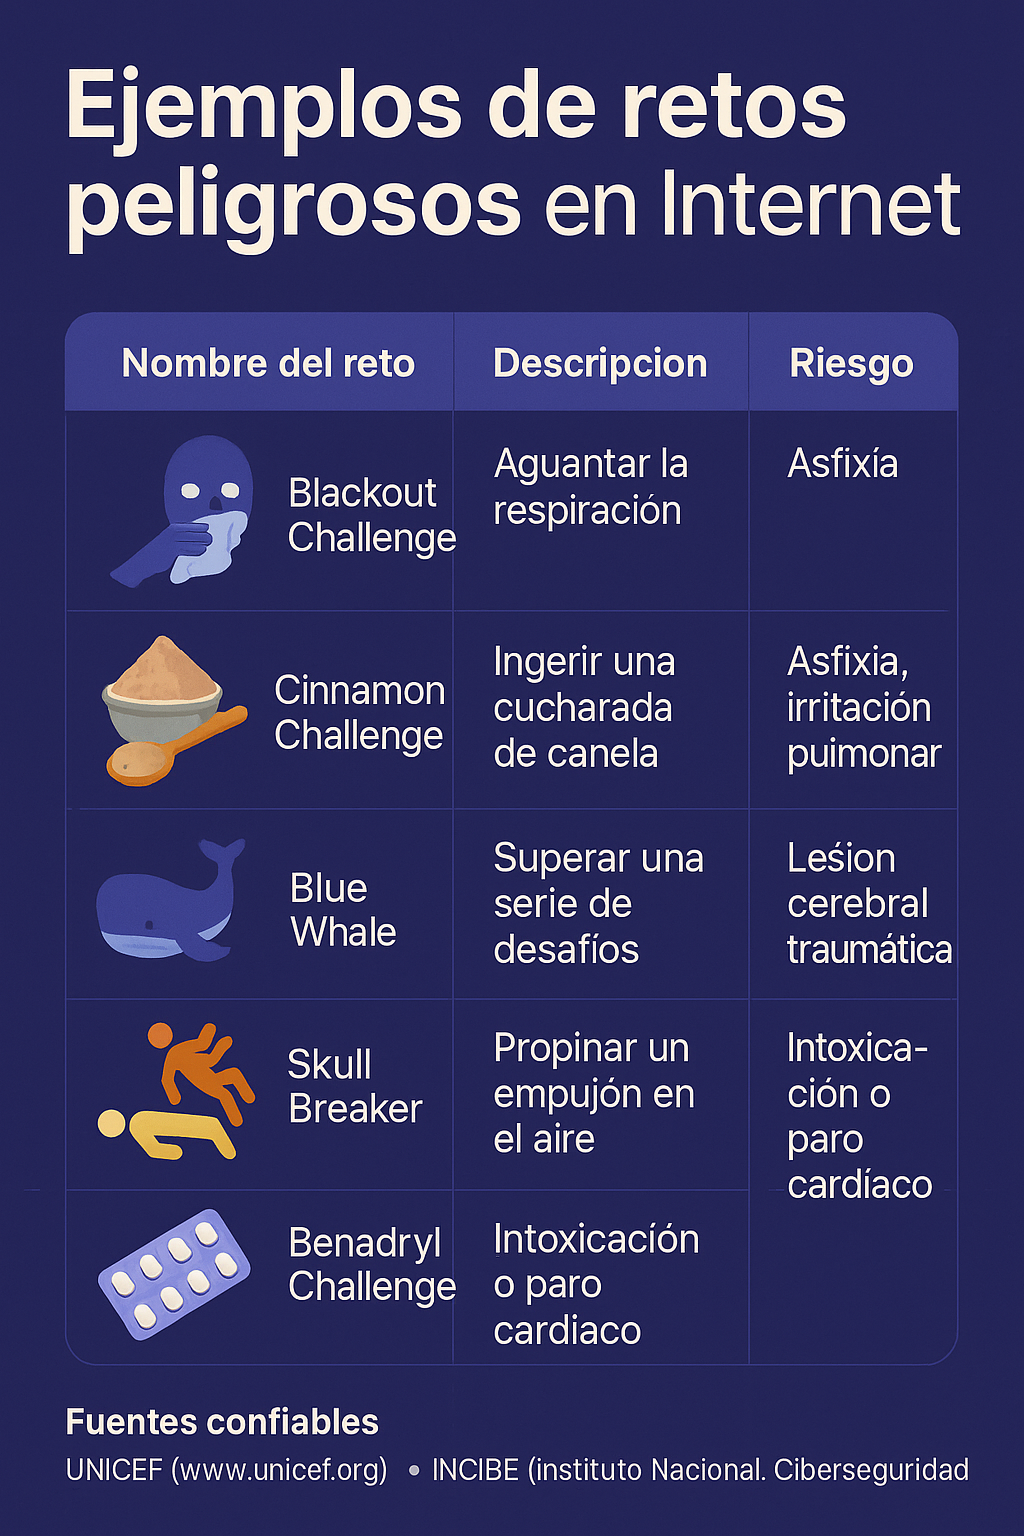 Ejemplos de retos
peligrosos en Internet
Nombre del reto
Descripcion
Riesgo
Blackout
Challenge
Aguantar la
respiración
Asfixía
Cinnamon
Challenge
Ingerir una
cucharada
de canela
Asfixia,
irritación
puimonar
Blue
Whale
Superar una
serie de
desafíos
Leśion
cerebral
traumática
Skull
Breaker
Propinar un
empujón en
el aire
Intoxica-
ción o
paro
cardíaco
Benadryl
Challenge
Intoxicacíón
o paro
cardiaco
Fuentes confiables
UNICEF (www.unicef.org) • INCIBE (instituto Nacional. Ciberseguridad